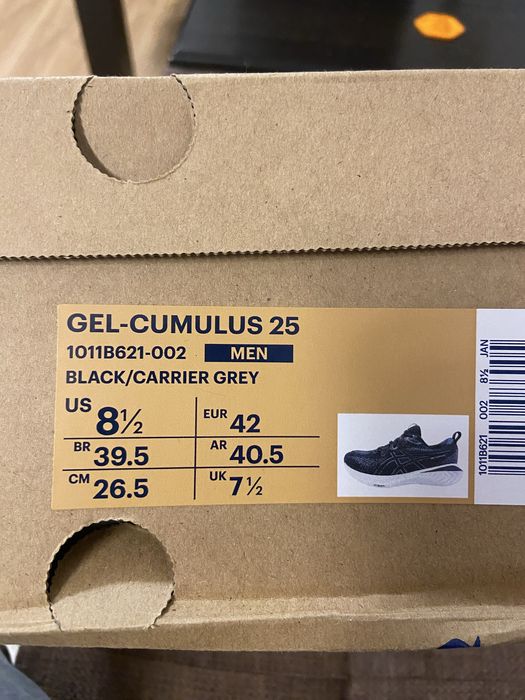 GEL-CUMULUS 25
1011B621-002 MEN
BLACK/CARRIER GREY
US 8½ EUR 42
BR 39.5 AR 40.5
CM 26.5 UK 7½
1011B621 002 8½ JAN